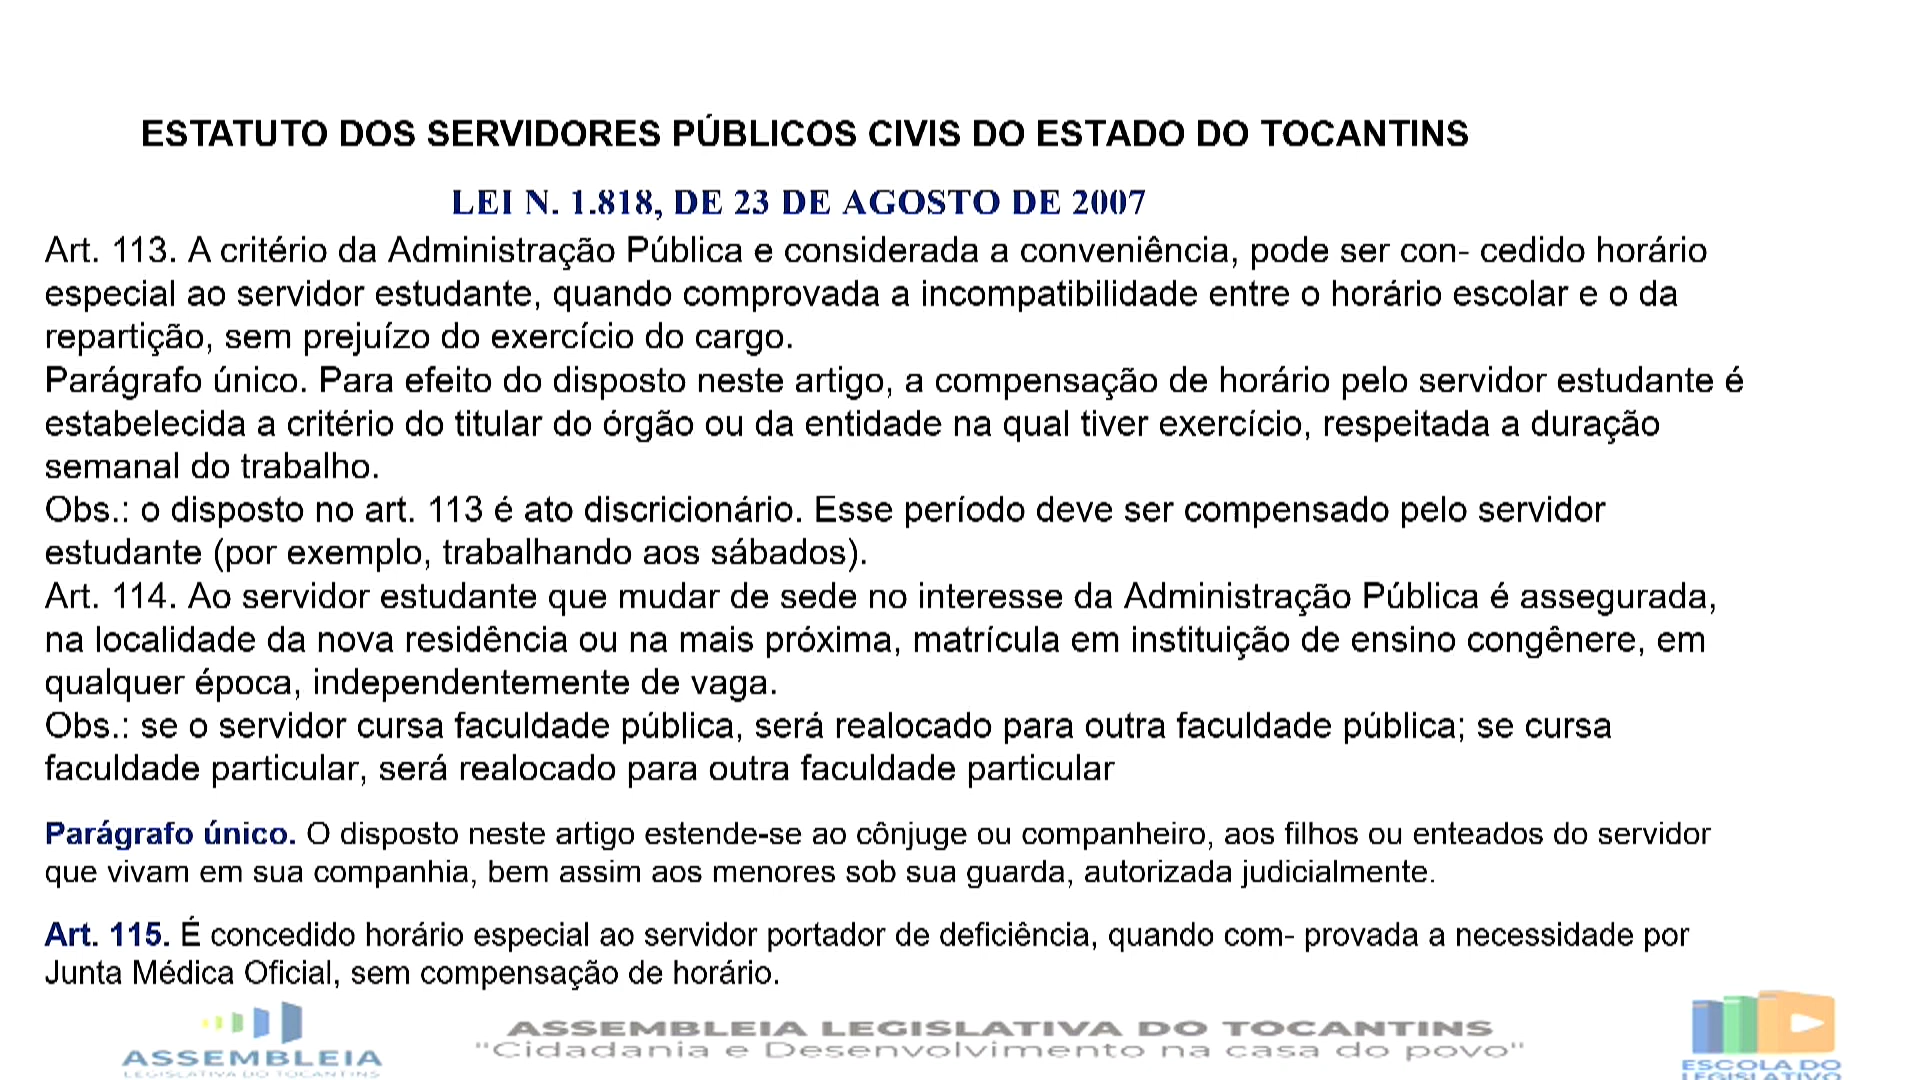 ESTATUTO DOS SERVIDORES PÚBLICOS CIVIS DO ESTADO DO TOCANTINS
LEI N. 1.818, DE 23 DE AGOSTO DE 2007
Art. 113. A critério da Administração Pública e considerada a conveniência, pode ser con- cedido horário
especial ao servidor estudante, quando comprovada a incompatibilidade entre o horário escolar e o da
repartição, sem prejuízo do exercício do cargo.
Parágrafo único. Para efeito do disposto neste artigo, a compensação de horário pelo servidor estudante é
estabelecida a critério do titular do órgão ou da entidade na qual tiver exercício, respeitada a duração
semanal do trabalho.
Obs.: o disposto no art. 113 é ato discricionário. Esse período deve ser compensado pelo servidor
estudante (por exemplo, trabalhando aos sábados).
Art. 114. Ao servidor estudante que mudar de sede no interesse da Administração Pública é assegurada,
na localidade da nova residência ou na mais próxima, matrícula em instituição de ensino congênere, em
qualquer época, independentemente de vaga.
Obs.: se o servidor cursa faculdade pública, será realocado para outra faculdade pública; se cursa
faculdade particular, será realocado para outra faculdade particular
Parágrafo único. O disposto neste artigo estende-se ao cônjuge ou companheiro, aos filhos ou enteados do servidor
que vivam em sua companhia, bem assim aos menores sob sua guarda, autorizada judicialmente.
Art. 115. É concedido horário especial ao servidor portador de deficiência, quando com- provada a necessidade por
Junta Médica Oficial, sem compensação de horário.
ASSEMBLEIA
LEGISLATIVA DO TOCANTINS
ASSEMBLEIA LEGISLATIVA DO TOCANTINS
"Cidadania e Desenvolvimento na casa do povo"
ESCOLA DO
LEGISLATIVO